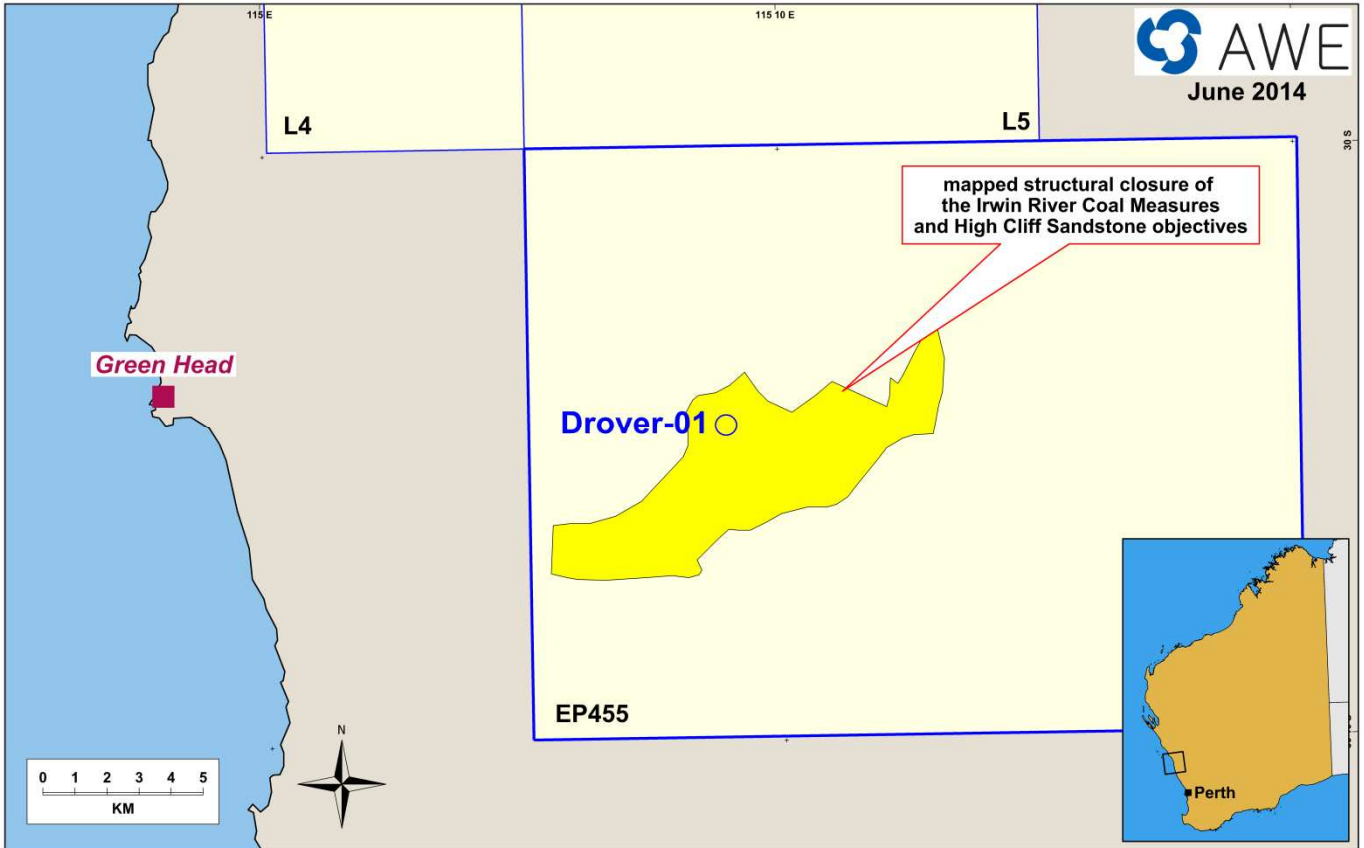 115 E
115 10 E
AWE
June 2014
L4
L5
30 S
mapped structural closure of
the Irwin River Coal Measures
and High Cliff Sandstone objectives
Green Head
Drover-01
EP455
N
0 1 2 3 4 5
KM
Perth